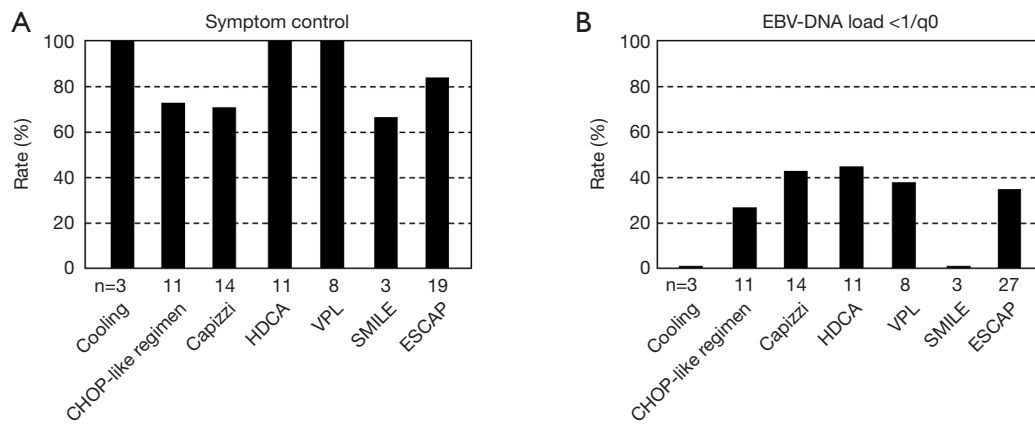 A
Symptom control
Rate (%)
100
80
60
40
20
0
n=3 11 14 11 8 3 19
Cooling
CHOP-like regimen
Capizzi
HDCA
VPL
SMILE
ESCAP
B
EBV-DNA load <1/q0
Rate (%)
100
80
60
40
20
0
n=3 11 14 11 8 3 27
Cooling
CHOP-like regimen
Capizzi
HDCA
VPL
SMILE
ESCAP